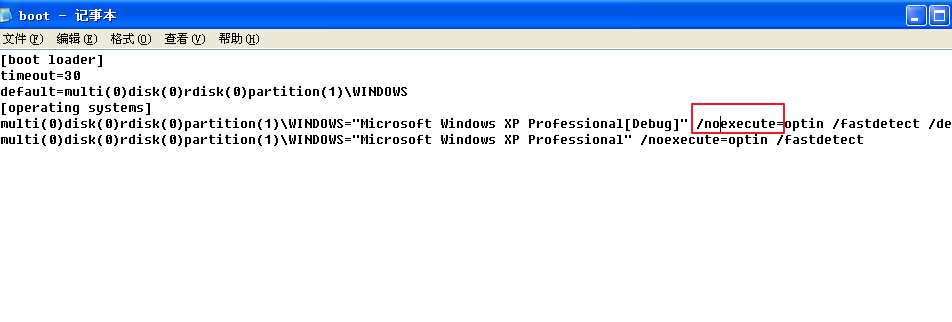 boot - 记事本
文件(F) 编辑(E) 格式(O) 查看(V) 帮助(H)
[boot loader]
timeout=30
default=multi(0)disk(0)rdisk(0)partition(1)\WINDOWS
[operating systems]
multi(0)disk(0)rdisk(0)partition(1)\WINDOWS="Microsoft Windows XP Professional[Debug]" /noexecute=optin /fastdetect /de
multi(0)disk(0)rdisk(0)partition(1)\WINDOWS="Microsoft Windows XP Professional" /noexecute=optin /fastdetect